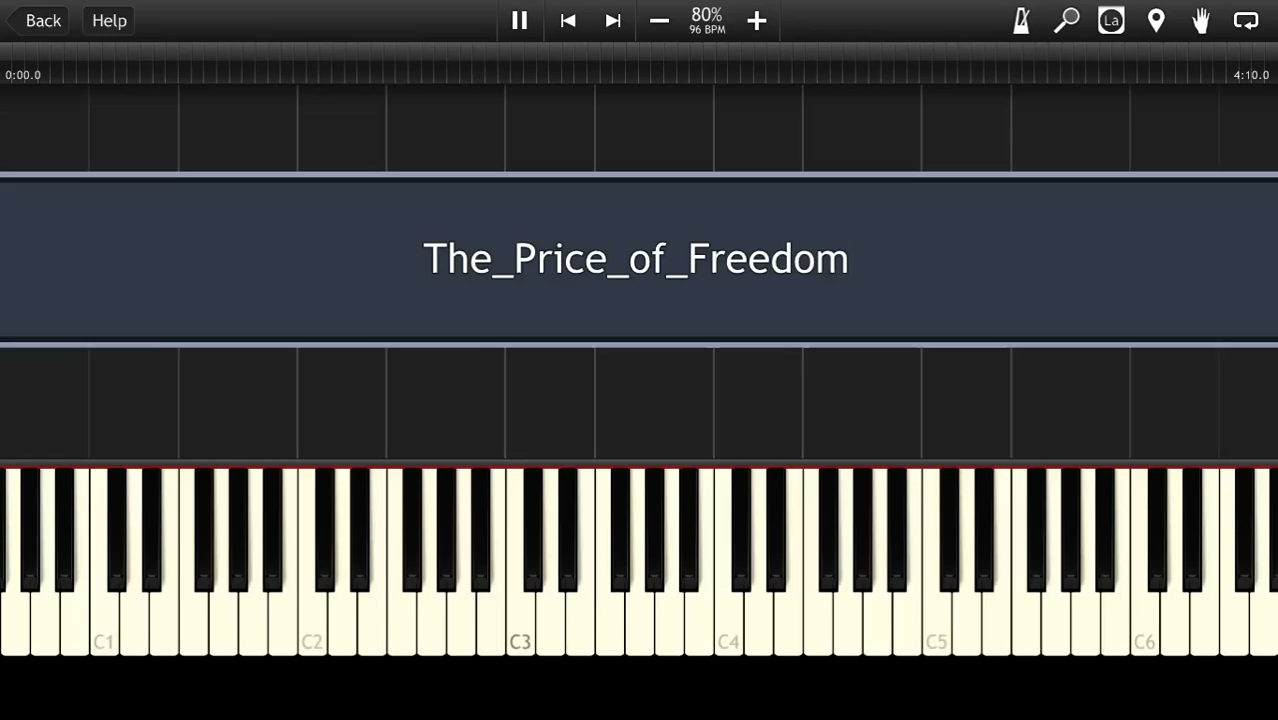 Back Help 80% La
96 BPM
0:00.0 4:10.0
The_Price_of_Freedom
C1 C2 C3 C4 C5 C6